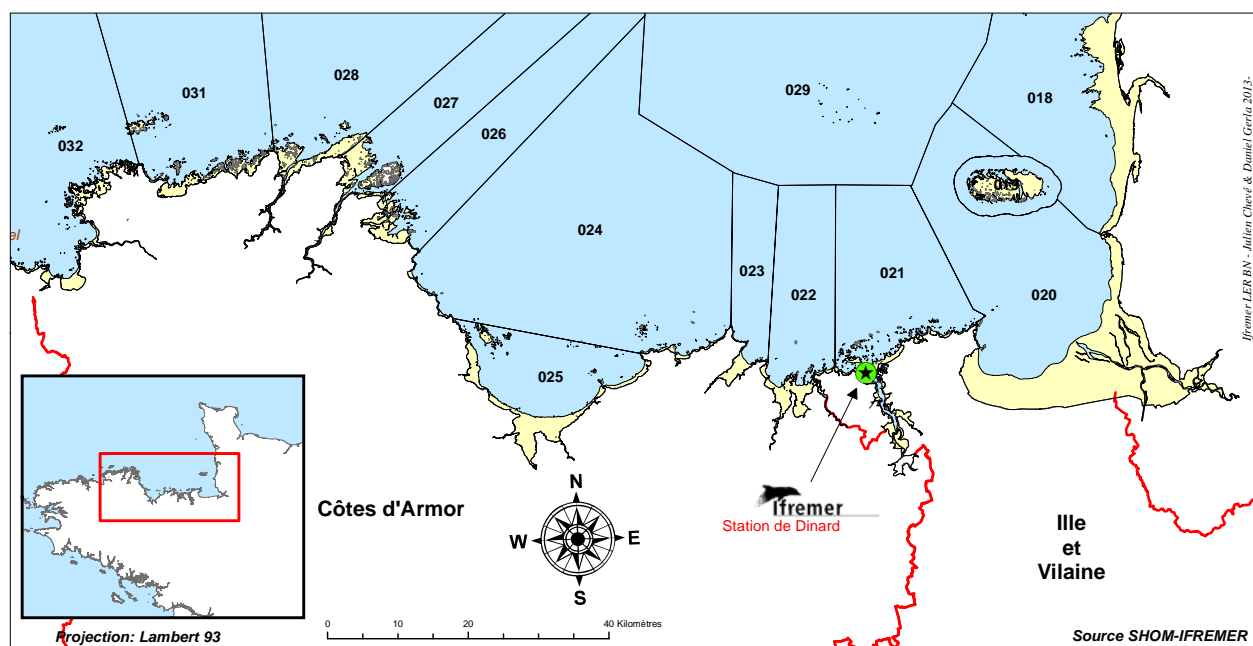 028
031
029
018
027
026
032
019
el
024
023
021
022
020
025
N
W
E
S
Côtes d'Armor
Ifremer
Station de Dinard
Ille
et
Vilaine
0 10 20 40 Kilomètres
Projection: Lambert 93
Source SHOM-IFREMER
Ifremer LER BN - Julien Chevé & Daniel Gerla 2013-